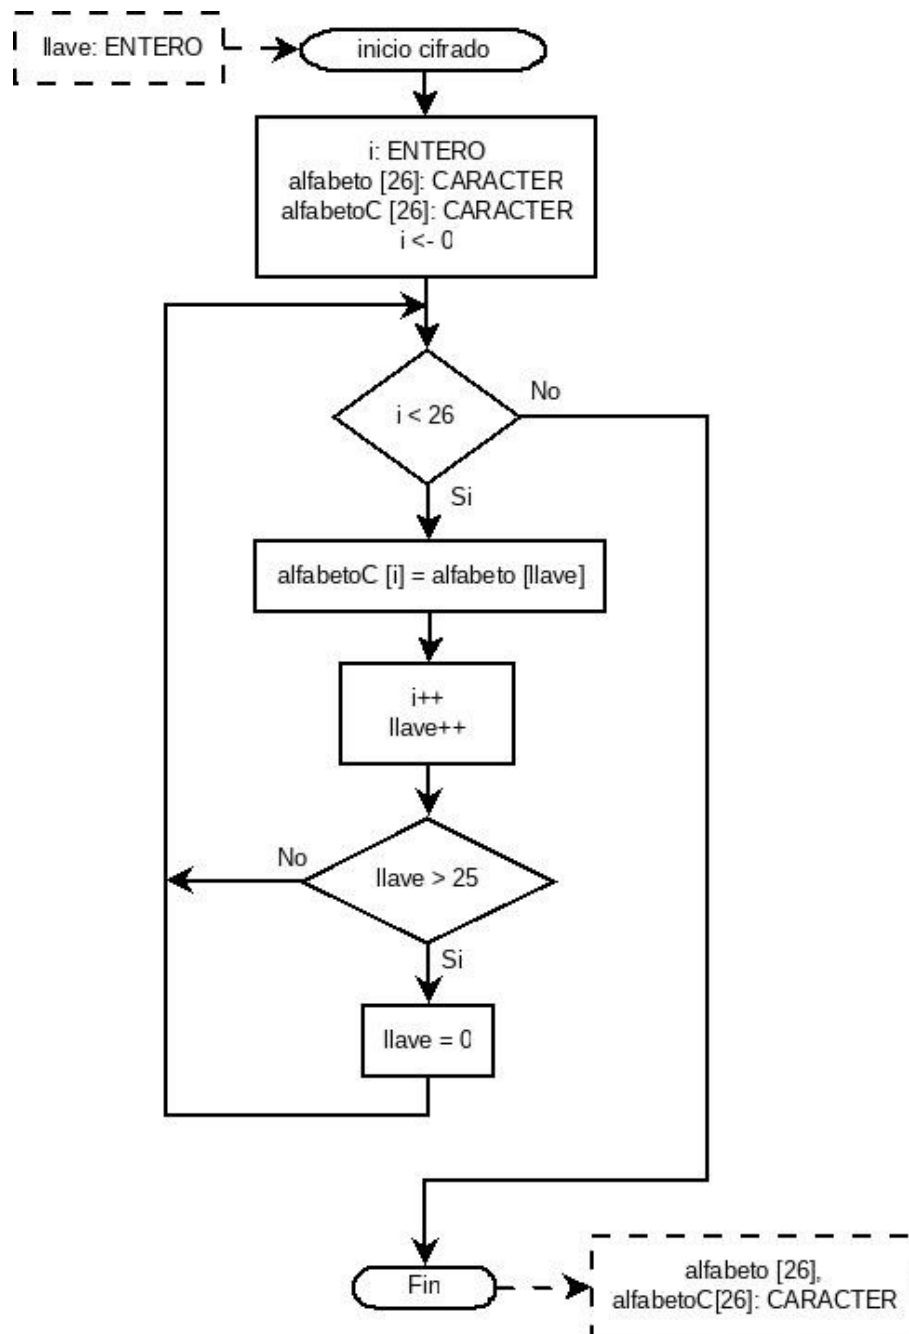 llave: ENTERO
inicio cifrado
i: ENTERO
alfabeto [26]: CARACTER
alfabetoC [26]: CARACTER
i <- 0
i < 26
No
Si
alfabetoC [i] = alfabeto [llave]
i++
llave++
llave > 25
No
Si
llave = 0
Fin
alfabeto [26],
alfabetoC[26]: CARACTER